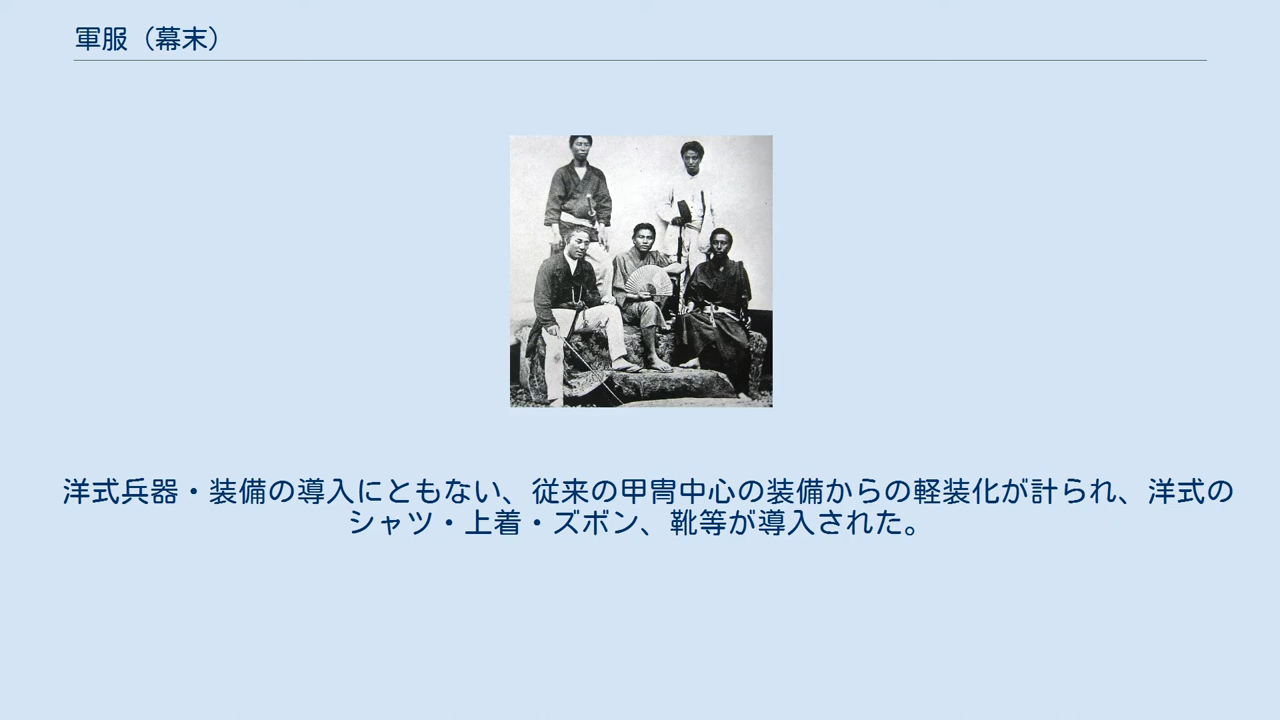 軍服（幕末）
洋式兵器・装備の導入にともない、従来の甲冑中心の装備からの軽装化が計られ、洋式の
シャツ・上着・ズボン、靴等が導入された。